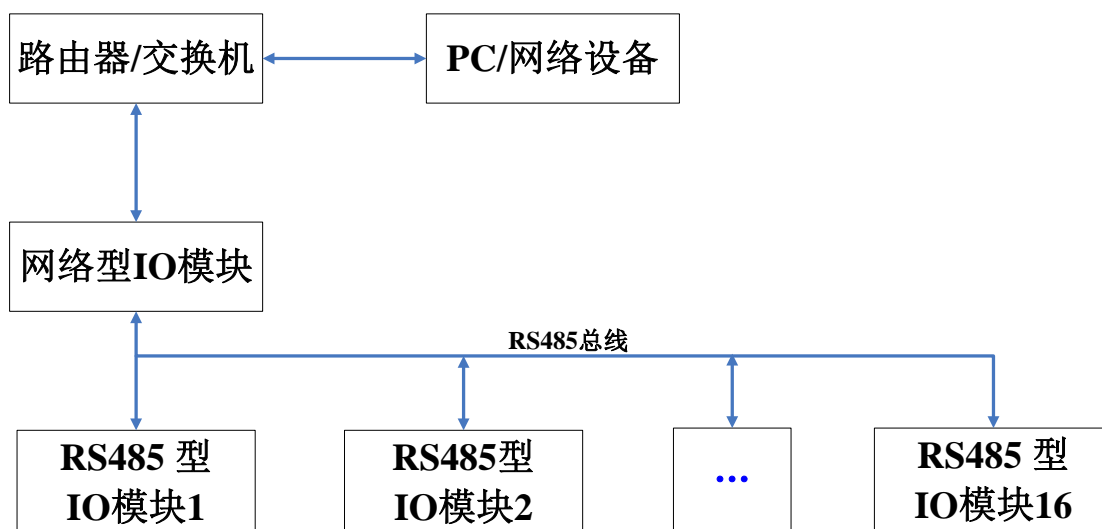 路由器/交换机
PC/网络设备
网络型IO模块
RS485总线
RS485 型
IO模块1
RS485型
IO模块2
...
RS485 型
IO模块16